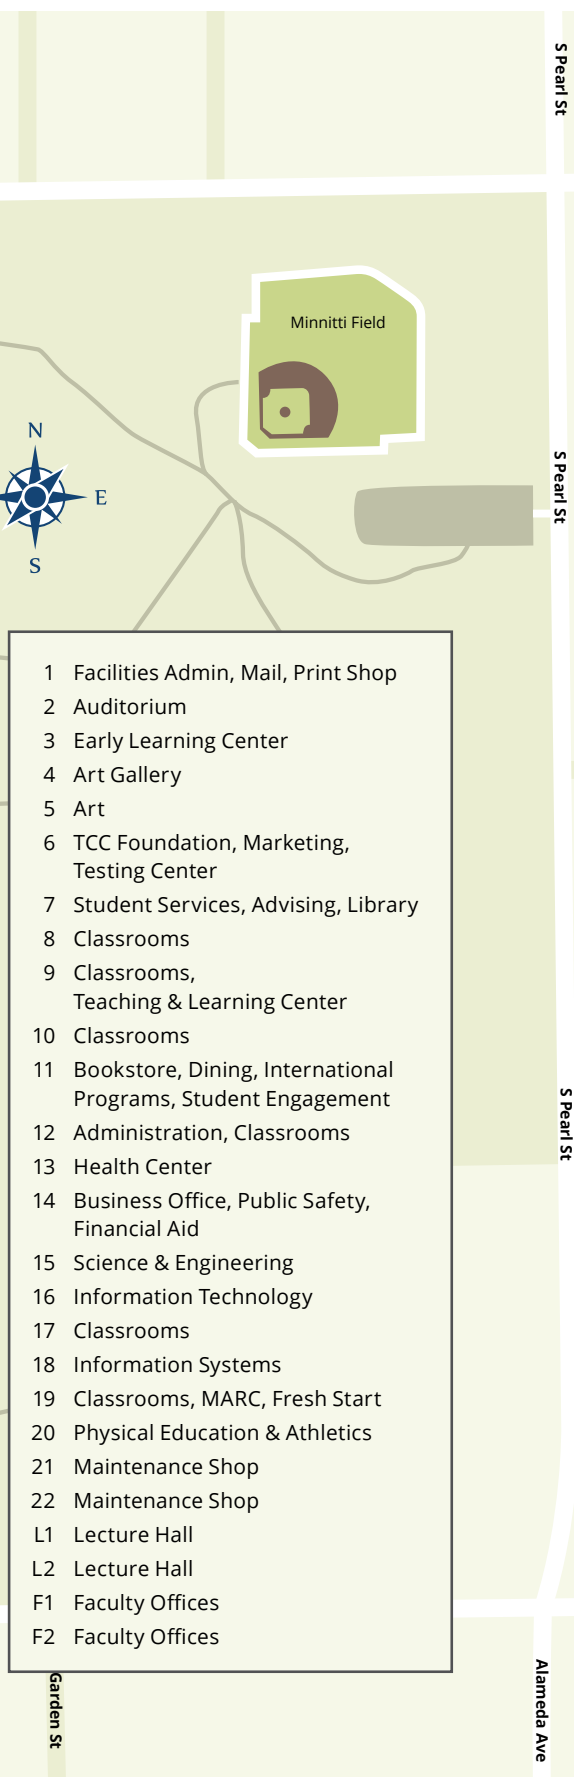 S Pearl St
Minnitti Field
N
E
S
S Pearl St
1 Facilities Admin, Mail, Print Shop
2 Auditorium
3 Early Learning Center
4 Art Gallery
5 Art
6 TCC Foundation, Marketing,
Testing Center
7 Student Services, Advising, Library
8 Classrooms
9 Classrooms,
Teaching & Learning Center
10 Classrooms
11 Bookstore, Dining, International
Programs, Student Engagement
12 Administration, Classrooms
13 Health Center
14 Business Office, Public Safety,
Financial Aid
15 Science & Engineering
16 Information Technology
17 Classrooms
18 Information Systems
19 Classrooms, MARC, Fresh Start
20 Physical Education & Athletics
21 Maintenance Shop
22 Maintenance Shop
L1 Lecture Hall
L2 Lecture Hall
F1 Faculty Offices
F2 Faculty Offices
S Pearl St
Garden St
Alameda Ave